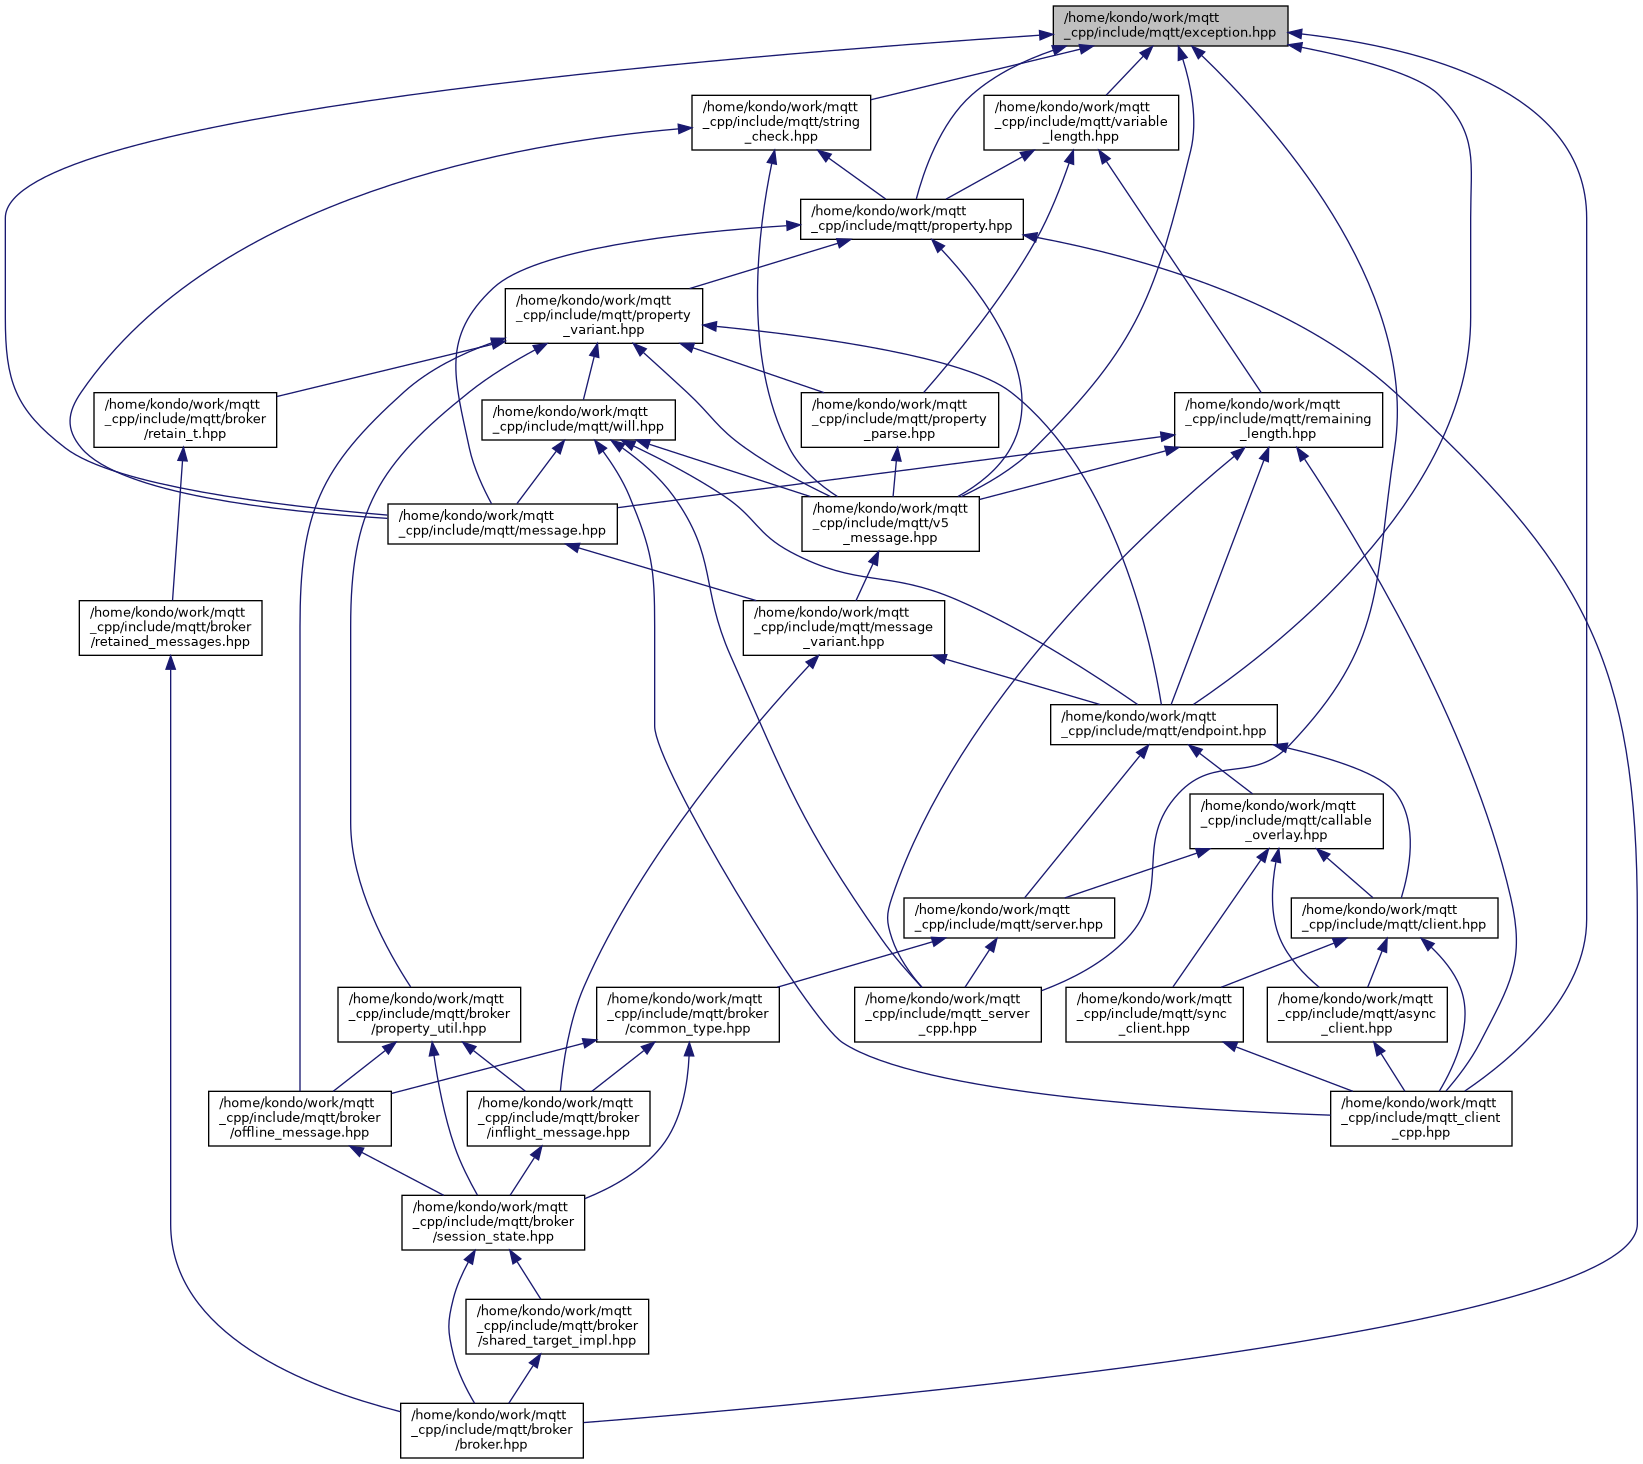 /home/kondo/work/mqtt
_cpp/include/mqtt/exception.hpp
/home/kondo/work/mqtt
_cpp/include/mqtt/string
_check.hpp
/home/kondo/work/mqtt
_cpp/include/mqtt/variable
_length.hpp
/home/kondo/work/mqtt
_cpp/include/mqtt/property.hpp
/home/kondo/work/mqtt
_cpp/include/mqtt/property
_variant.hpp
/home/kondo/work/mqtt
_cpp/include/mqtt/broker
/retain_t.hpp
/home/kondo/work/mqtt
_cpp/include/mqtt/will.hpp
/home/kondo/work/mqtt
_cpp/include/mqtt/property
_parse.hpp
/home/kondo/work/mqtt
_cpp/include/mqtt/remaining
_length.hpp
/home/kondo/work/mqtt
_cpp/include/mqtt/message.hpp
/home/kondo/work/mqtt
_cpp/include/mqtt/v5
_message.hpp
/home/kondo/work/mqtt
_cpp/include/mqtt/broker
/retained_messages.hpp
/home/kondo/work/mqtt
_cpp/include/mqtt/message
_variant.hpp
/home/kondo/work/mqtt
_cpp/include/mqtt/endpoint.hpp
/home/kondo/work/mqtt
_cpp/include/mqtt/callable
_overlay.hpp
/home/kondo/work/mqtt
_cpp/include/mqtt/server.hpp
/home/kondo/work/mqtt
_cpp/include/mqtt/client.hpp
/home/kondo/work/mqtt
_cpp/include/mqtt/broker
/property_util.hpp
/home/kondo/work/mqtt
_cpp/include/mqtt/broker
/common_type.hpp
/home/kondo/work/mqtt
_cpp/include/mqtt_server
_cpp.hpp
/home/kondo/work/mqtt
_cpp/include/mqtt/sync
_client.hpp
/home/kondo/work/mqtt
_cpp/include/mqtt/async
_client.hpp
/home/kondo/work/mqtt
_cpp/include/mqtt/broker
/offline_message.hpp
/home/kondo/work/mqtt
_cpp/include/mqtt/broker
/inflight_message.hpp
/home/kondo/work/mqtt
_cpp/include/mqtt_client
_cpp.hpp
/home/kondo/work/mqtt
_cpp/include/mqtt/broker
/session_state.hpp
/home/kondo/work/mqtt
_cpp/include/mqtt/broker
/shared_target_impl.hpp
/home/kondo/work/mqtt
_cpp/include/mqtt/broker
/broker.hpp